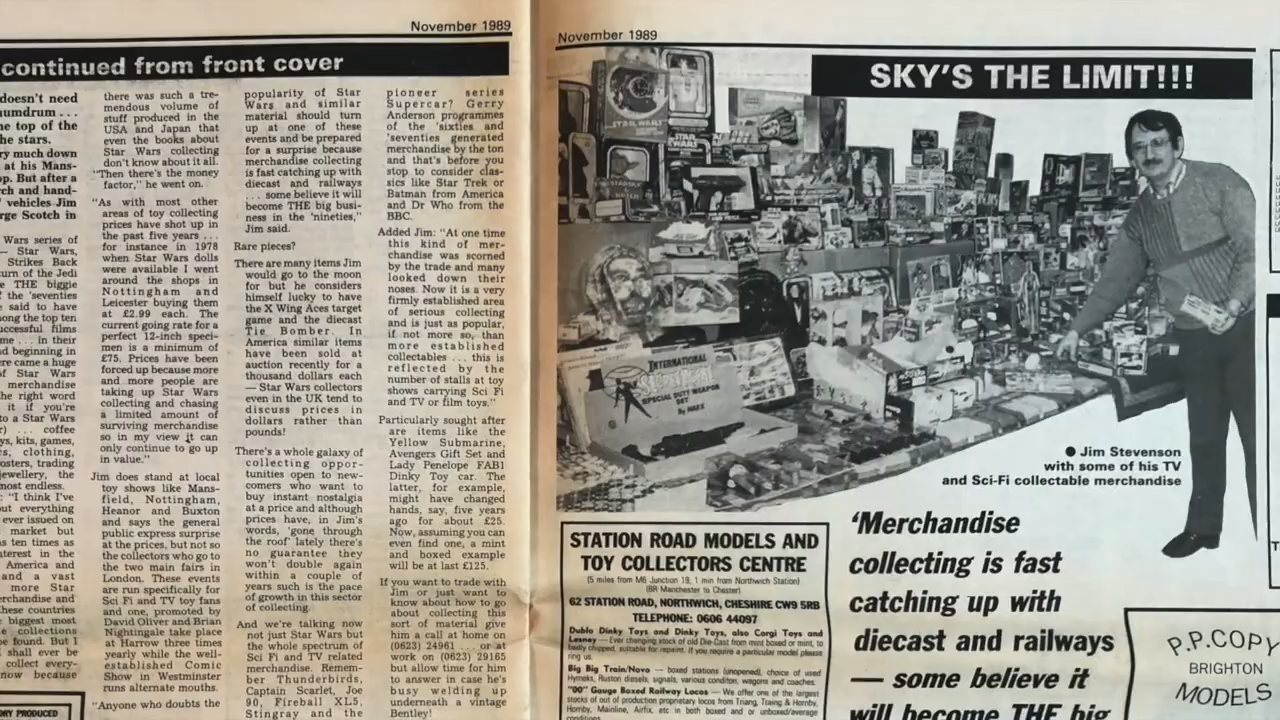 November 1989
continued from front cover
doesn't need
umdrum . . .
he top of the
he stars.
ry much down
at his Mans-
op. But after a
rch and hand-
vehicles Jim
rge Scotch in
Wars series of
— Star Wars,
Strikes Back
urn of the Jedi
e THE biggie
f the 'seventies
e said to have
ong the top ten
uccessful films
me . . . in their
d beginning in
re came a huge
of Star Wars
merchandise
he right word
it if you're
to a Star Wars
r) . . . coffee
ys, kits, games,
cs, clothing,
osters, trading
ewellery, the
most endless.
: "I think I've
out everything
ever issued on
market but
as ten times as
terest in the
America and
and a vast
more Star
erchandise and
hese countries
e biggest most
e collections
be found. But I
shall ever be
collect every-
now because
ORY PRODUCED
there was such a tre-
mendous volume of
stuff produced in the
USA and Japan that
even the books about
Star Wars collecting
don't know about it all.
"Then there's the money
factor," he went on.
"As with most other
areas of toy collecting
prices have shot up in
the past five years . . .
for instance in 1978
when Star Wars dolls
were available I went
around the shops in
Nottingham and
Leicester buying them
at £2.99 each. The
current going rate for a
perfect 12-inch speci-
men is a minimum of
£75. Prices have been
forced up because more
and more people are
taking up Star Wars
collecting and chasing
a limited amount of
surviving merchandise
so in my view it can
only continue to go up
in value."
Jim does stand at local
toy shows like Mans-
field, Nottingham,
Heanor and Buxton
and says the general
public express surprise
at the prices, but not so
the collectors who go to
the two main fairs in
London. These events
are run specifically for
Sci Fi and TV toy fans
and one, promoted by
David Oliver and Brian
Nightingale take place
at Harrow three times
yearly while the well-
established Comic
Show in Westminster
runs alternate mouths.
"Anyone who doubts the
popularity of Star
Wars and similar
material should turn
up at one of these
events and be prepared
for a surprise because
merchandise collecting
is fast catching up with
diecast and railways
. . . some believe it will
become THE big busi-
ness in the 'nineties,"
Jim said.
Rare pieces?
There are many items Jim
would go to the moon
for but he considers
himself lucky to have
the X Wing Aces target
game and the diecast
Tie Bomber. In
America similar items
have been sold at
auction recently for a
thousand dollars each
— Star Wars collectors
even in the UK tend to
discuss prices in
dollars rather than
pounds!
There's a whole galaxy of
collecting oppor-
tunities open to new-
comers who want to
buy instant nostalgia
at a price and although
prices have, in Jim's
words, 'gone through
the roof' lately there's
no guarantee they
won't double again
within a couple of
years such is the pace
of growth in this sector
of collecting.
And we're talking now
not just Star Wars but
the whole spectrum of
Sci Fi and TV related
merchandise. Remem-
ber Thunderbirds,
Captain Scarlet, Joe
90, Fireball XL5,
Stingray and the
pioneer series
Supercar? Gerry
Anderson programmes
of the 'sixties and
'seventies generated
merchandise by the ton
and that's before you
stop to consider clas-
sics like Star Trek or
Batman from America
and Dr Who from the
BBC.
Added Jim: "At one time
this kind of mer-
chandise was scorned
by the trade and many
looked down their
noses. Now it is a very
firmly established area
of serious collecting
and is just as popular,
if not more so, than
more established
collectables . . . this is
reflected by the
number of stalls at toy
shows carrying Sci Fi
and TV or film toys."
Particularly sought after
are items like the
Yellow Submarine,
Avengers Gift Set and
Lady Penelope FAB1
Dinky Toy car. The
latter, for example,
might have changed
hands, say, five years
ago for about £25.
Now, assuming you can
even find one, a mint
and boxed example
will be at last £125.
If you want to trade with
Jim or just want to
know about how to go
about collecting this
sort of material give
him a call at home on
(0623) 24961 . . . or at
work on (0623) 29165
but allow time for him
to answer in case he's
busy welding up
underneath a vintage
Bentley!
November 1989
SKY'S THE LIMIT!!!
STAR WARS
STAR WARS
INTERNATIONAL
SPECIAL DUTY WEAPON
SET
By MARX
● Jim Stevenson
with some of his TV
and Sci-Fi collectable merchandise
STATION ROAD MODELS AND
TOY COLLECTORS CENTRE
(5 miles from M6 Junction 19, 1 min from Northwich Station)
(BR Manchester to Chester)
62 STATION ROAD, NORTHWICH, CHESHIRE CW9 5RB
TELEPHONE: 0606 44097
Dublo Dinky Toys and Dinky Toys, also Corgi Toys and
Lesney — Ever changing stock of old Die-Cast from mint boxed or mint, to
badly chipped, suitable for repairs. If you require a particular model please
ring us.
Big Big Train/Novo — boxed stations (unopened), choice of used
Hymeks, Ruston diesels, signals, various conditon, wagons and coaches.
"00" Gauge Boxed Railway Locos — We offer one of the largest
stocks of out of production proprietary locos from Triang, Triang & Hornby,
Hornby, Mainline, Airfix, etc in both boxed and or unboxed/average
conditions
'Merchandise
collecting is fast
catching up with
diecast and railways
— some believe it
will become THE big
P.P.COPY
BRIGHTON
MODELS